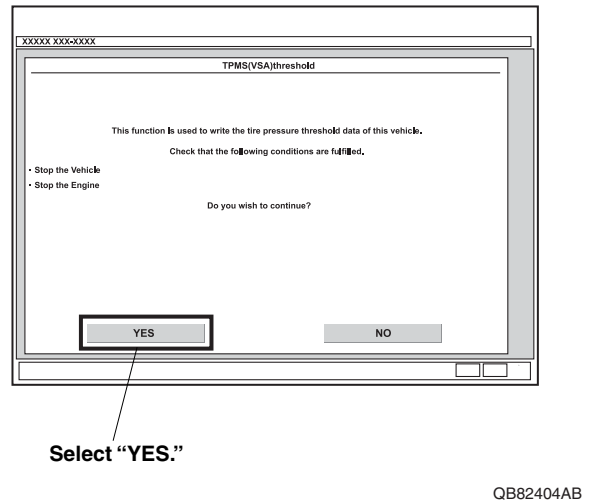 XXXXX XXX-XXXX
TPMS(VSA)threshold
This function is used to write the tire pressure threshold data of this vehicle.
Check that the following conditions are fulfilled.
• Stop the Vehicle
• Stop the Engine
Do you wish to continue?
YES NO
Select “YES.”
QB82404AB